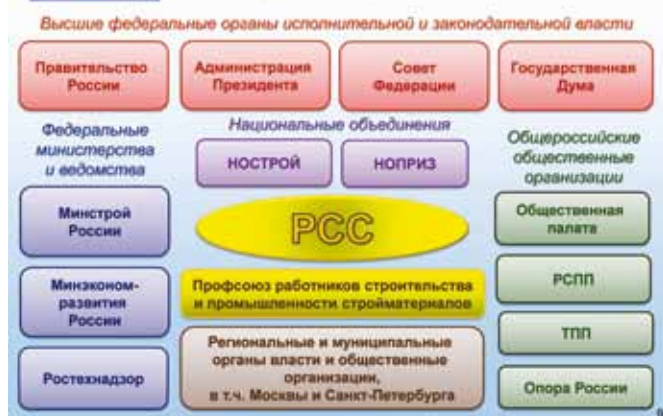 Высшие федеральные органы исполнительной и законодательной власти
Правительство
России
Администрация
Президента
Совет
Федерации
Государственная
Дума
Федеральные
министерства
и ведомства
Национальные объединения
Общероссийские
общественные
организации
НОСТРОЙ
НОПРИЗ
Минстрой
России
РСС
Общественная
палата
Минэконом-
развития
России
Профсоюз работников строительства
и промышленности стройматериалов
РСПП
Региональные и муниципальные
органы власти и общественные
организации,
в т.ч. Москвы и Санкт-Петербурга
ТПП
Ростехнадзор
Опора России